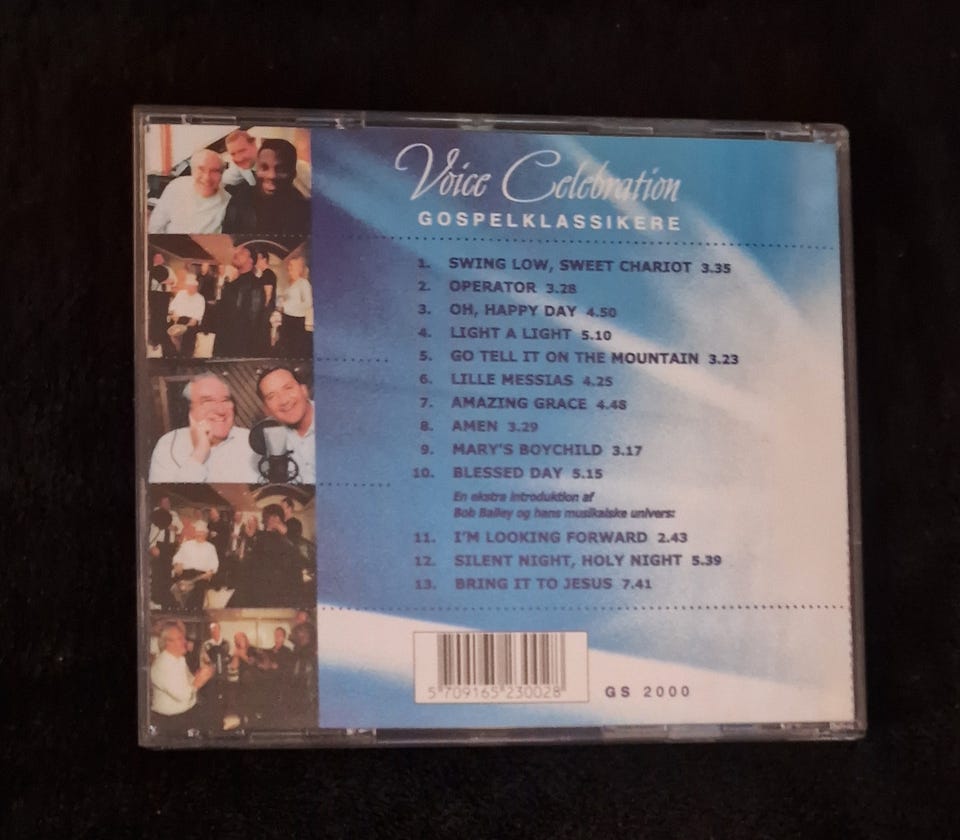 Voice Celebration
GOSPELKLASSIKERE
1. SWING LOW, SWEET CHARIOT 3.35
2. OPERATOR 3.28
3. OH, HAPPY DAY 4.50
4. LIGHT A LIGHT 5.10
5. GO TELL IT ON THE MOUNTAIN 3.23
6. LILLE MESSIAS 4.25
7. AMAZING GRACE 4.48
8. AMEN 3.29
9. MARY'S BOYCHILD 3.17
10. BLESSED DAY 5.15
En ekstra introduktion af
Bob Bailey og hans musikalske univers:
11. I'M LOOKING FORWARD 2.43
12. SILENT NIGHT, HOLY NIGHT 5.39
13. BRING IT TO JESUS 7.41
5 709165 230028
GS 2000